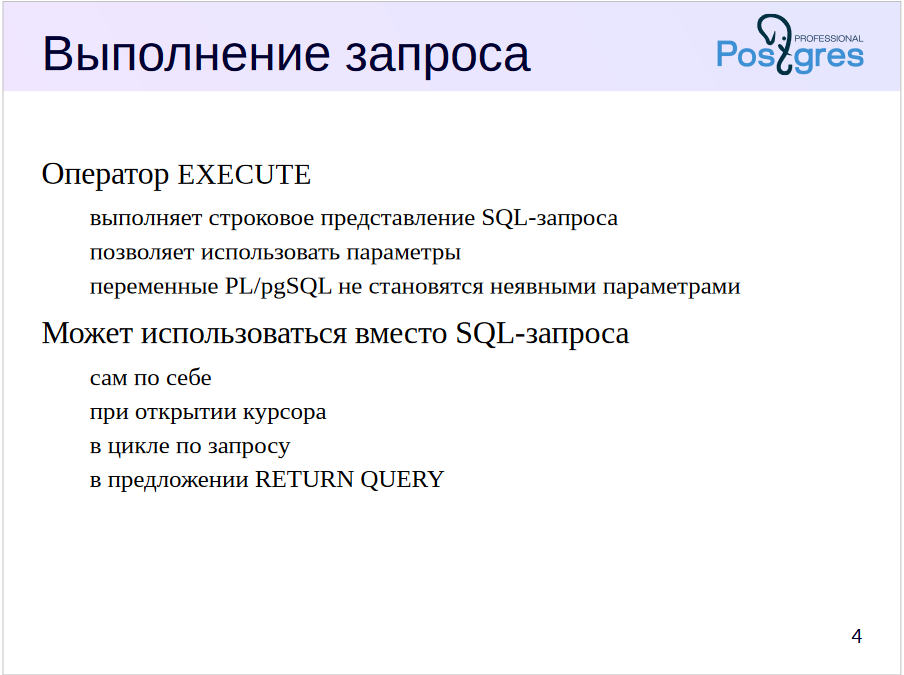 Выполнение запроса
PROFESSIONAL
Postgres
Оператор EXECUTE
выполняет строковое представление SQL-запроса
позволяет использовать параметры
переменные PL/pgSQL не становятся неявными параметрами
Может использоваться вместо SQL-запроса
сам по себе
при открытии курсора
в цикле по запросу
в предложении RETURN QUERY
4